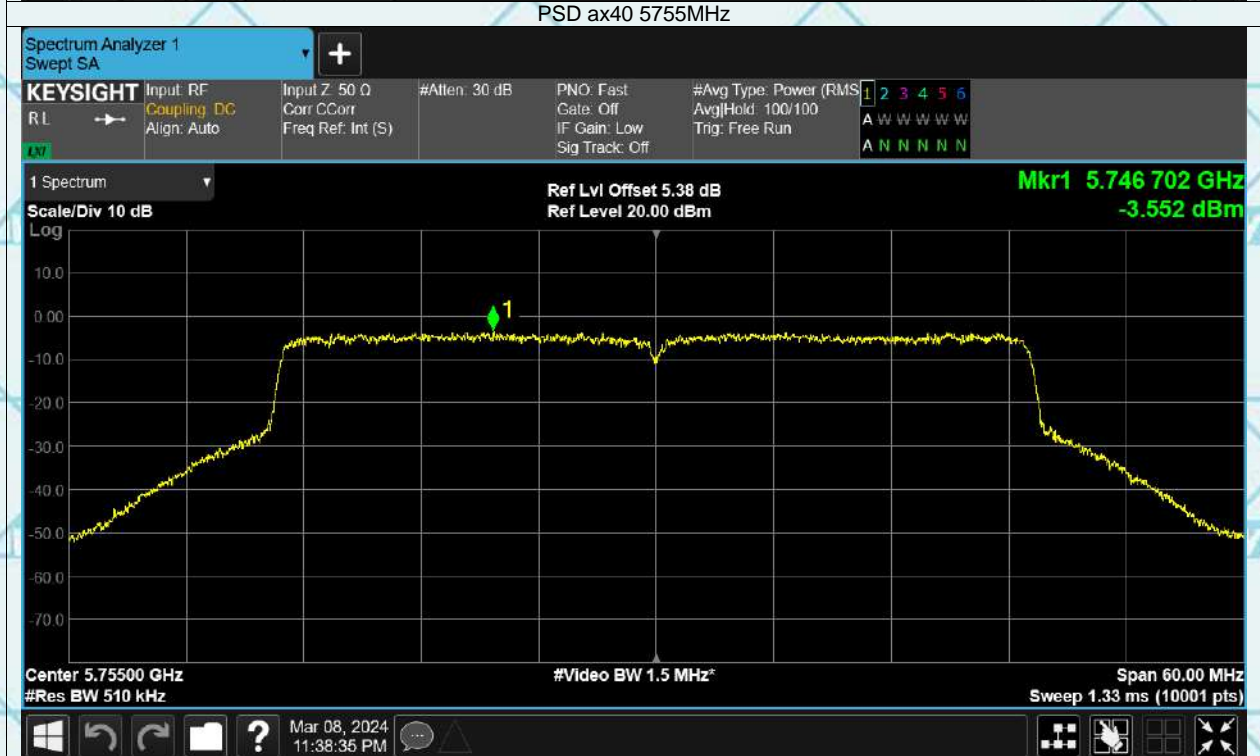 PSD ax40 5755MHz
Spectrum Analyzer 1
Swept SA
KEYSIGHT
R L
LXI
Input: RF
Coupling: DC
Align: Auto
Input Z: 50 Ω
Corr CCorr
Freq Ref: Int (S)
#Atten: 30 dB
PNO: Fast
Gate: Off
IF Gain: Low
Sig Track: Off
#Avg Type: Power (RMS
Avg|Hold: 100/100
Trig: Free Run
1 2 3 4 5 6
A W W W W W
A N N N N N
1 Spectrum
Scale/Div 10 dB
Log
Ref Lvl Offset 5.38 dB
Ref Level 20.00 dBm
Mkr1 5.746 702 GHz
-3.552 dBm
10.0
0.00
-10.0
-20.0
-30.0
-40.0
-50.0
-60.0
-70.0
1
Center 5.75500 GHz
#Res BW 510 kHz
#Video BW 1.5 MHz*
Span 60.00 MHz
Sweep 1.33 ms (10001 pts)
?
Mar 08, 2024
11:38:35 PM